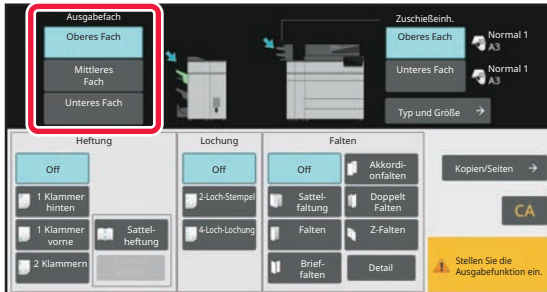 Ausgabefach
Oberes Fach
Mittleres
Fach
Unteres Fach
Zuschießeinh.
Oberes Fach
Normal 1
A3
Unteres Fach
Normal 1
A3
Typ und Größe
Heftung
Off
1 Klammer
hinten
1 Klammer
vorne
2 Klammern
Sattel-
heftung
Lochung
Off
2-Loch-Stempel
4-Loch-Lochung
Falten
Off
Akkordi-
onfalten
Sattel-
faltung
Doppelt
Falten
Falten
Z-Falten
Brief-
falten
Detail
Kopien/Seiten
CA
Stellen Sie die
Ausgabefunktion ein.